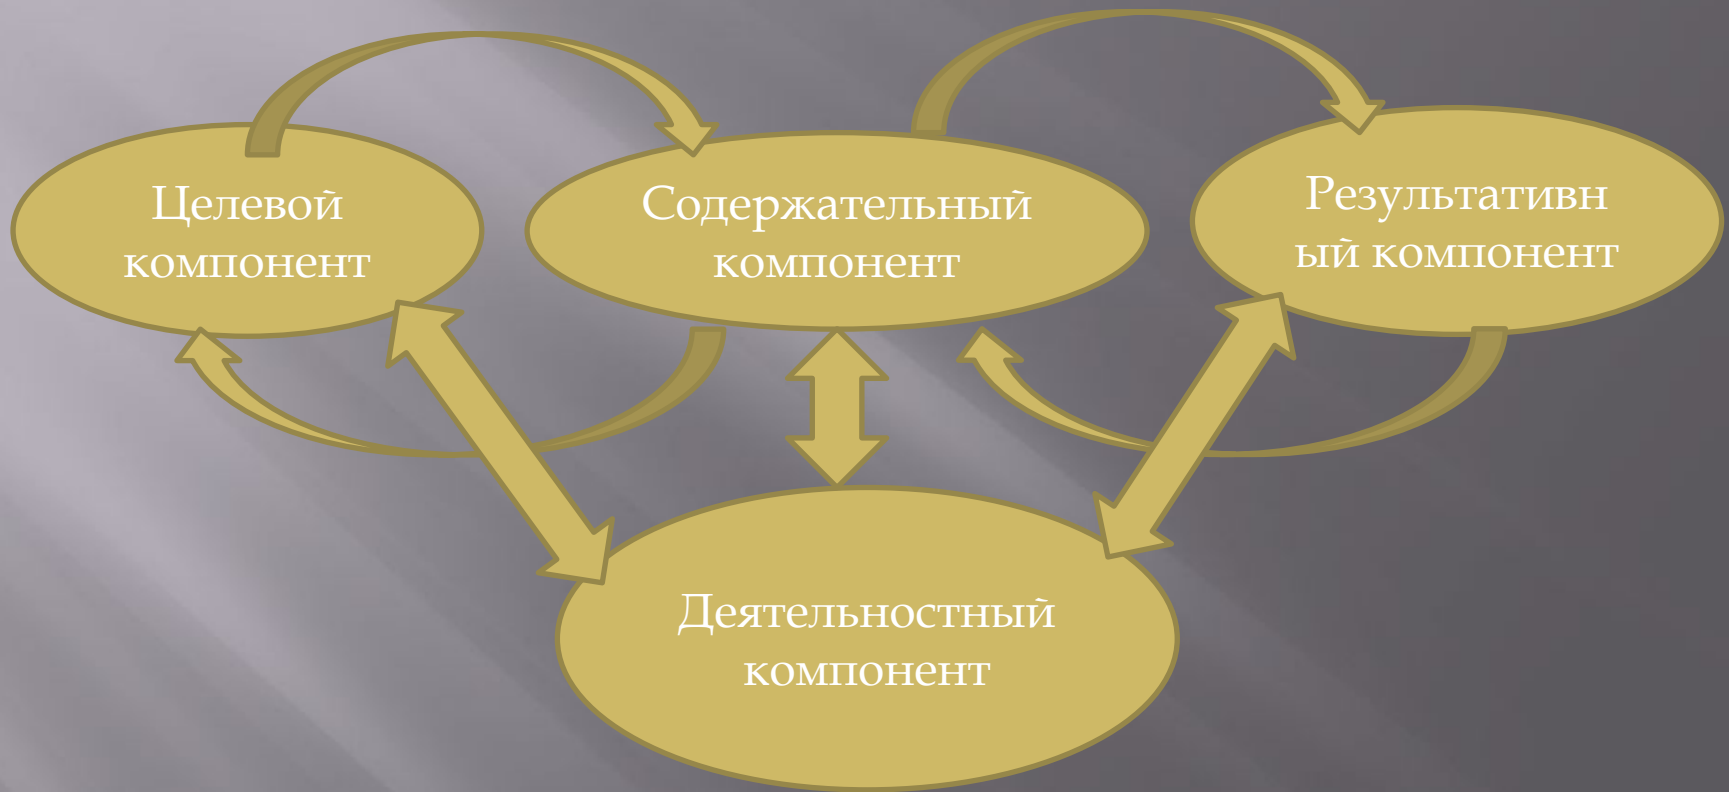 Целевой
компонент
Содержательный
компонент
Результативн
ый компонент
Деятельностный
компонент